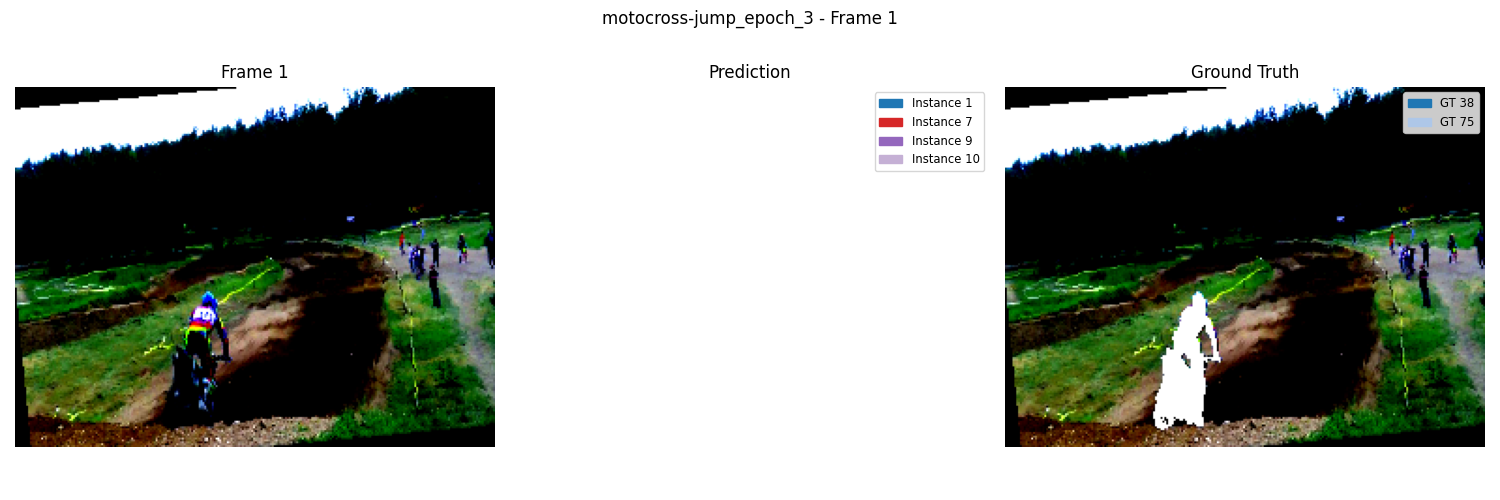 motocross-jump_epoch_3 - Frame 1
Frame 1
Prediction
Ground Truth
Instance 1
Instance 7
Instance 9
Instance 10
GT 38
GT 75